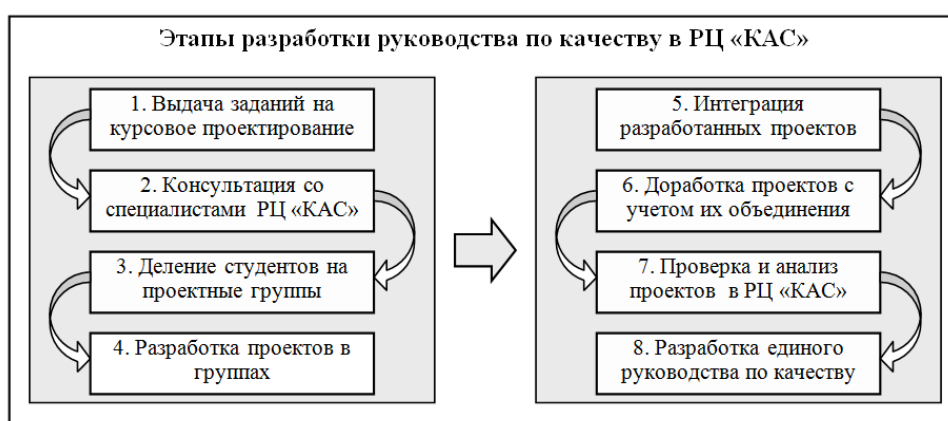 Этапы разработки руководства по качеству в РЦ «КАС»
1. Выдача заданий на
курсовое проектирование
2. Консультация со
специалистами РЦ «КАС»
3. Деление студентов на
проектные группы
4. Разработка проектов в
группах
5. Интеграция
разработанных проектов
6. Доработка проектов с
учетом их объединения
7. Проверка и анализ
проектов в РЦ «КАС»
8. Разработка единого
руководства по качеству